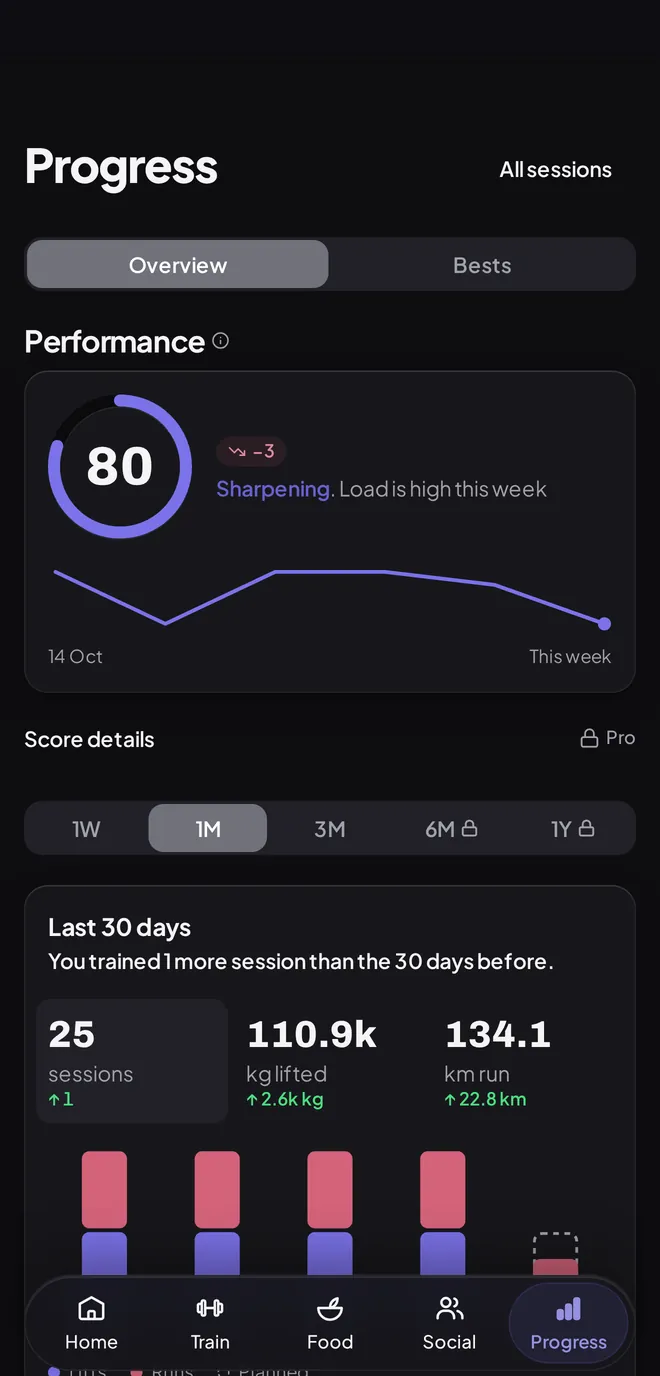 Progress
All sessions
Overview
Bests
Performance
80
−3
Sharpening. Load is high this week
14 Oct
This week
Score details
Pro
1W
1M
3M
6M
1Y
Last 30 days
You trained 1 more session than the 30 days before.
25
110.9k
134.1
sessions
kg lifted
km run
↑ 1
↑ 2.6k kg
↑ 22.8 km
Home
Train
Food
Social
Progress